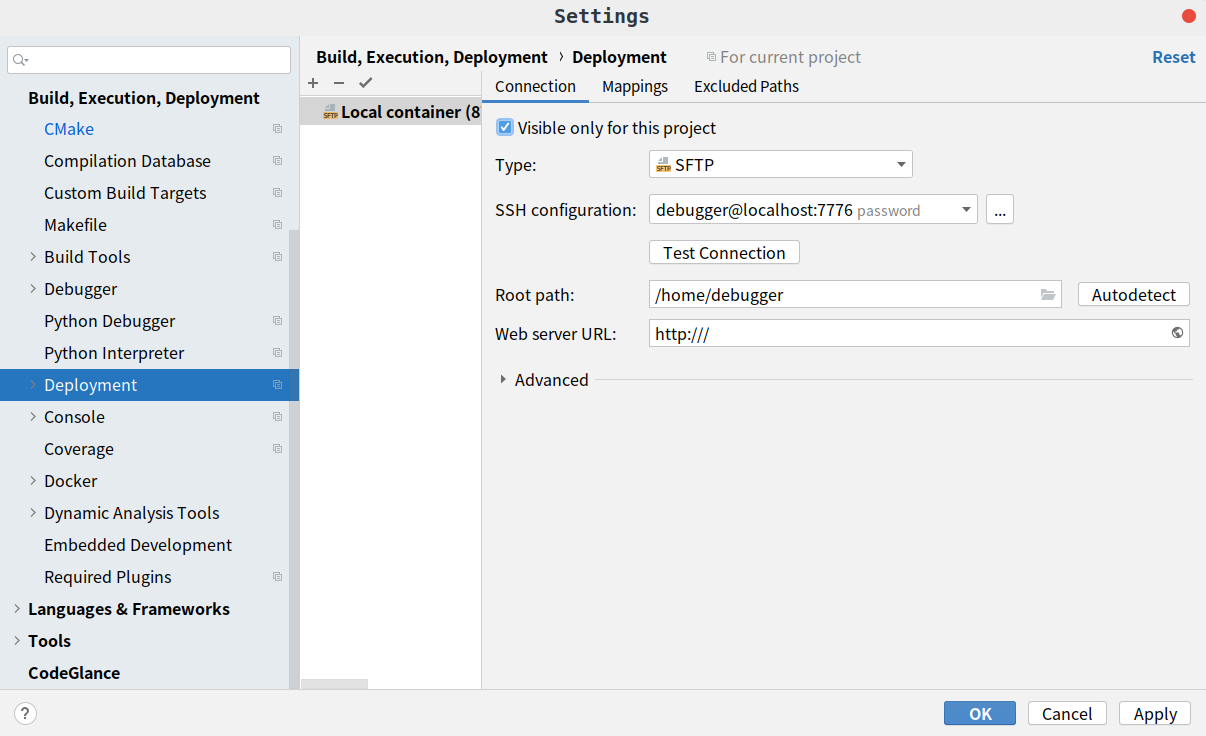 Settings
Build, Execution, Deployment
CMake
Compilation Database
Custom Build Targets
Makefile
Build Tools
Debugger
Python Debugger
Python Interpreter
Deployment
Console
Coverage
Docker
Dynamic Analysis Tools
Embedded Development
Required Plugins
Languages & Frameworks
Tools
CodeGlance
Build, Execution, Deployment › Deployment For current project Reset
+ −
SFTP Local container (8
Connection Mappings Excluded Paths
Visible only for this project
Type: SFTP SFTP
SSH configuration: debugger@localhost:7776 password ...
Test Connection
Root path: /home/debugger Autodetect
Web server URL: http:///
Advanced
? OK Cancel Apply